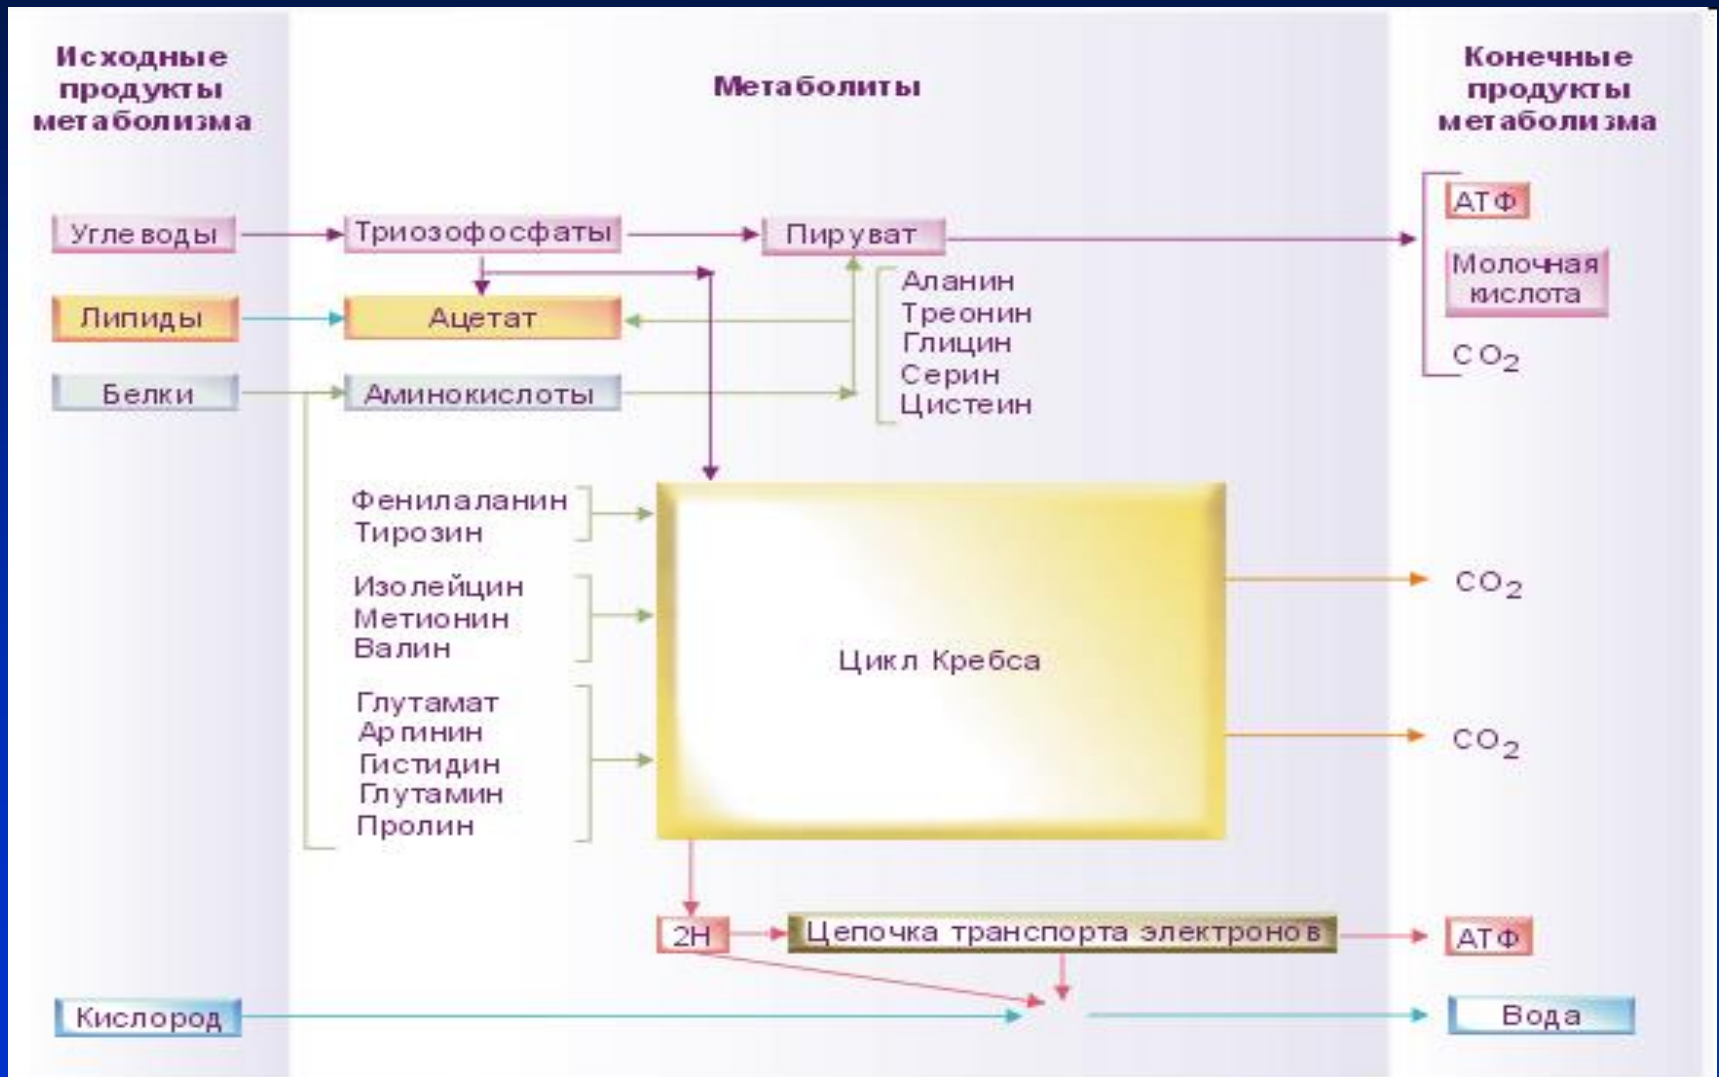 Исходные
продукты
метаболизма
Метаболиты
Конечные
продукты
метаболизма
Углеводы
Триозофосфаты
Пируват
АТФ
Молочная
кислота
CO2
Липиды
Ацетат
Аланин
Треонин
Глицин
Серин
Цистеин
Белки
Аминокислоты
Фенилаланин
Тирозин
Изолейцин
Метионин
Валин
Глутамат
Аргинин
Гистидин
Глутамин
Пролин
Цикл Кребса
CO2
CO2
2H
Цепочка транспорта электронов
АТФ
Кислород
Вода